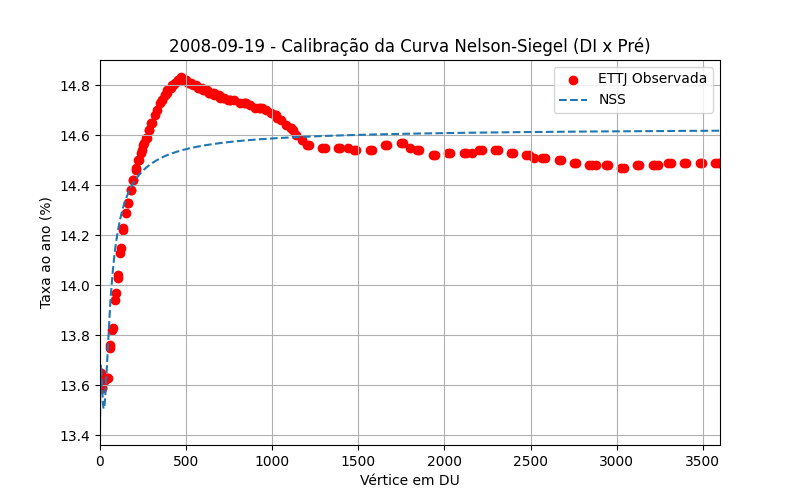 2008-09-19 - Calibração da Curva Nelson-Siegel (DI x Pré)
ETTJ Observada
NSS
Taxa ao ano (%)
14.8
14.6
14.4
14.2
14.0
13.8
13.6
13.4
0 500 1000 1500 2000 2500 3000 3500
Vértice em DU